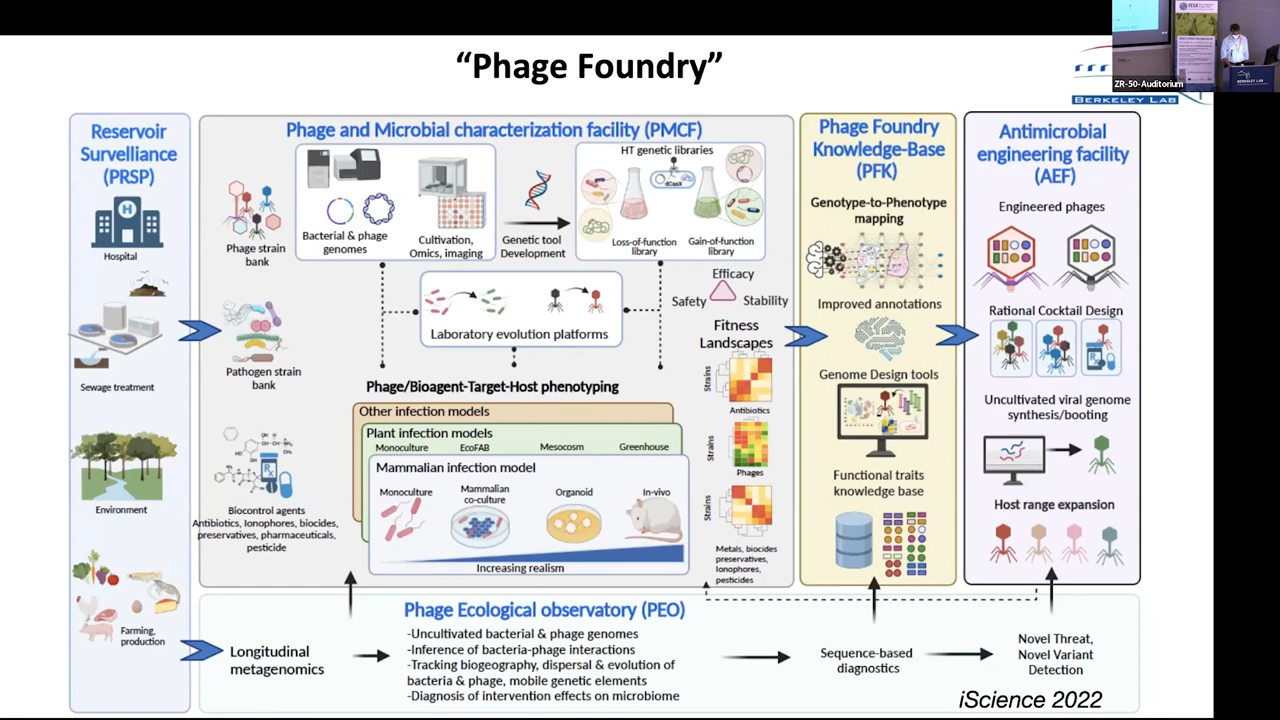 "Phage Foundry"
BERKELEY LAB
ZR-50-Auditorium
BERKELEY LAB
Reservoir
Survelliance
(PRSP)
Hospital
Sewage treatment
Environment
Farming,
production
Phage and Microbial characterization facility (PMCF)
Phage strain
bank
Pathogen strain
bank
Biocontrol agents
Antibiotics, Ionophores, biocides,
preservatives, pharmaceuticals,
pesticide
Bacterial & phage
genomes
Cultivation,
Omics, imaging
Genetic tool
Development
HT genetic libraries
dCasX
Loss-of-function
library
Gain-of-function
library
Laboratory evolution platforms
Efficacy
Safety
Stability
Fitness
Landscapes
Strains
Antibiotics
Strains
Phages
Strains
Metals, biocides
preservatives,
Ionophores,
pesticides
Phage/Bioagent-Target-Host phenotyping
Other infection models
Plant infection models
Monoculture EcoFAB Mesocosm Greenhouse
Mammalian infection model
Monoculture
Mammalian
co-culture
Organoid
In-vivo
Increasing realism
Phage Foundry
Knowledge-Base
(PFK)
Genotype-to-Phenotype
mapping
Improved annotations
Genome Design tools
Functional traits
knowledge base
Antimicrobial
engineering facility
(AEF)
Engineered phages
Rational Cocktail Design
Uncultivated viral genome
synthesis/booting
Host range expansion
Phage Ecological observatory (PEO)
Longitudinal
metagenomics
-Uncultivated bacterial & phage genomes
-Inference of bacteria-phage interactions
-Tracking biogeography, dispersal & evolution of
bacteria & phage, mobile genetic elements
-Diagnosis of intervention effects on microbiome
Sequence-based
diagnostics
Novel Threat,
Novel Variant
Detection
iScience 2022